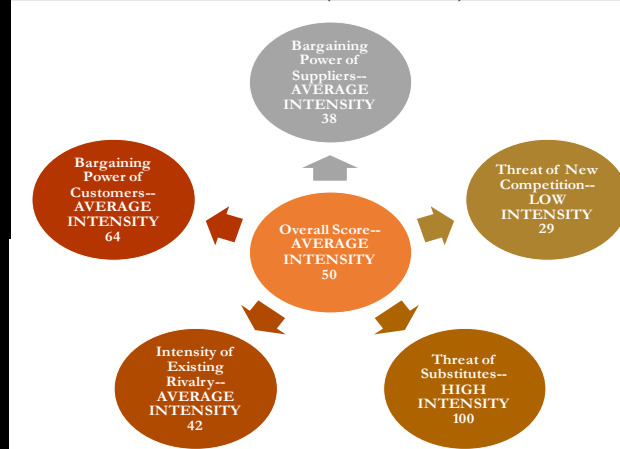 Bargaining
Power of
Suppliers--
AVERAGE
INTENSITY
38
Bargaining
Power of
Customers--
AVERAGE
INTENSITY
64
Threat of New
Competition--
LOW
INTENSITY
29
Overall Score--
AVERAGE
INTENSITY
50
Intensity of
Existing
Rivalry--
AVERAGE
INTENSITY
42
Threat of
Substitutes--
HIGH
INTENSITY
100